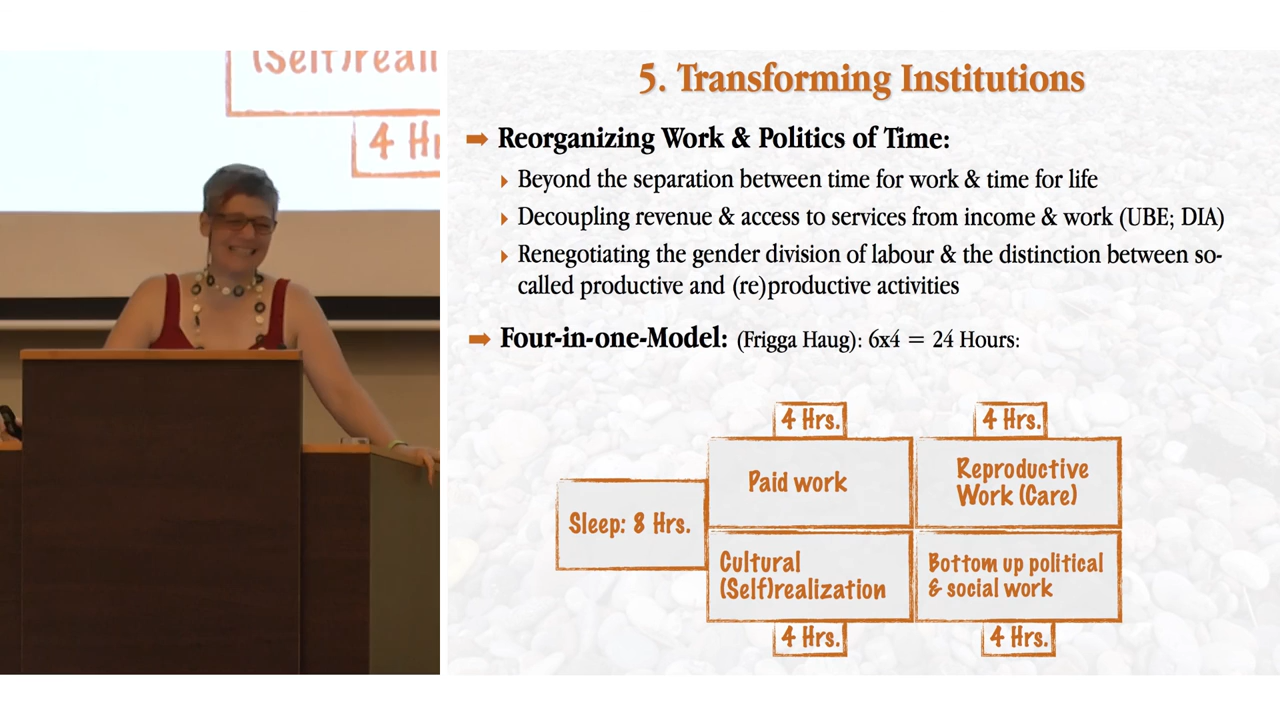 (Self)reali
4 Hr
5. Transforming Institutions
Reorganizing Work & Politics of Time:
Beyond the separation between time for work & time for life
Decoupling revenue & access to services from income & work (UBE; DIA)
Renegotiating the gender division of labour & the distinction between so-
called productive and (re)productive activities
Four-in-one-Model: (Frigga Haug): 6x4 = 24 Hours:
4 Hrs.
4 Hrs.
Paid work
Reproductive
Work (Care)
Sleep: 8 Hrs.
Cultural
(Self)realization
Bottom up political
& social work
4 Hrs.
4 Hrs.